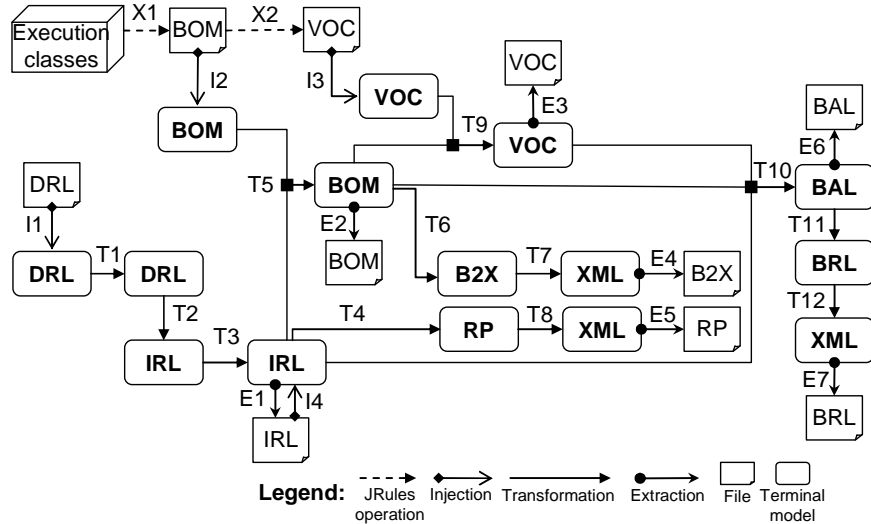 X1
X2
Execution
classes
BOM
VOC
I2
I3
VOC
VOC
E3
BAL
BOM
T9
VOC
E6
DRL
T5
BOM
T10
BAL
I1
E2
T6
T11
T1
DRL
DRL
BOM
B2X
T7
XML
E4
B2X
BRL
T2
T4
T8
E5
T12
T3
RP
XML
RP
XML
IRL
IRL
E1
I4
E7
IRL
BRL
Legend:
JRules
operation
Injection
Transformation
Extraction
File
Terminal
model